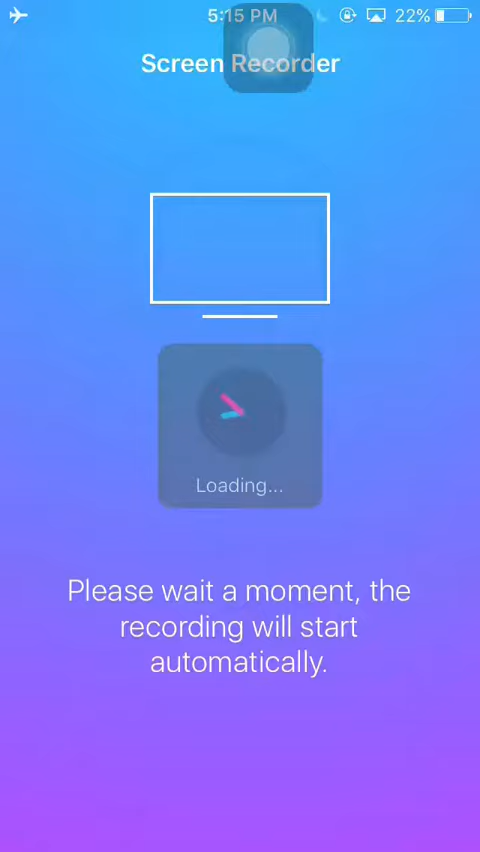 5:15 PM
22%
Screen Recorder
Loading...
Please wait a moment, the
recording will start
automatically.